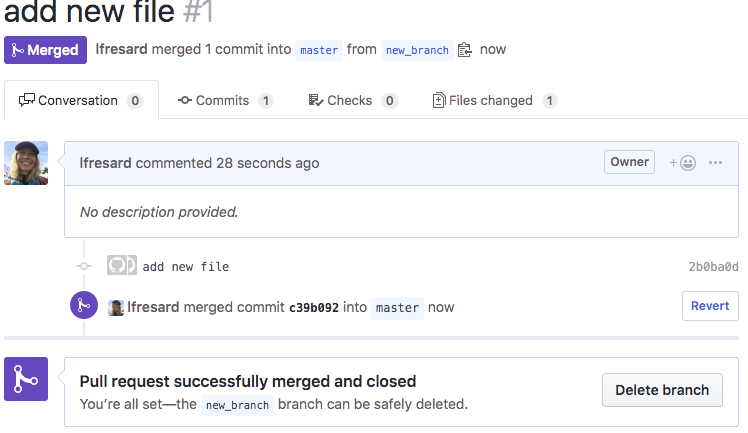 add new file #1
Merged lfresard merged 1 commit into master from new_branch now
Conversation 0 Commits 1 Checks 0 Files changed 1
lfresard commented 28 seconds ago Owner
No description provided.
add new file 2b0ba0d
lfresard merged commit c39b092 into master now Revert
Pull request successfully merged and closed
You’re all set—the new_branch branch can be safely deleted.
Delete branch